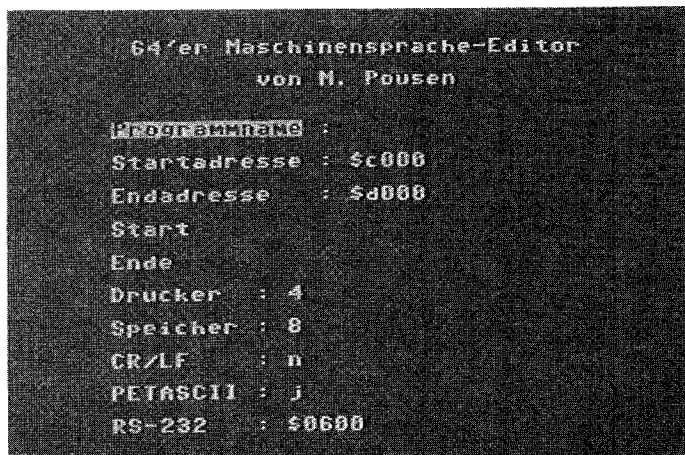 64'er Maschinensprache-Editor
von M. Pousen
Programmname :
Startadresse : $c000
Endadresse : $d000
Start
Ende
Drucker : 4
Speicher : 8
CR/LF : n
PETASCII : j
RS-232 : $0600